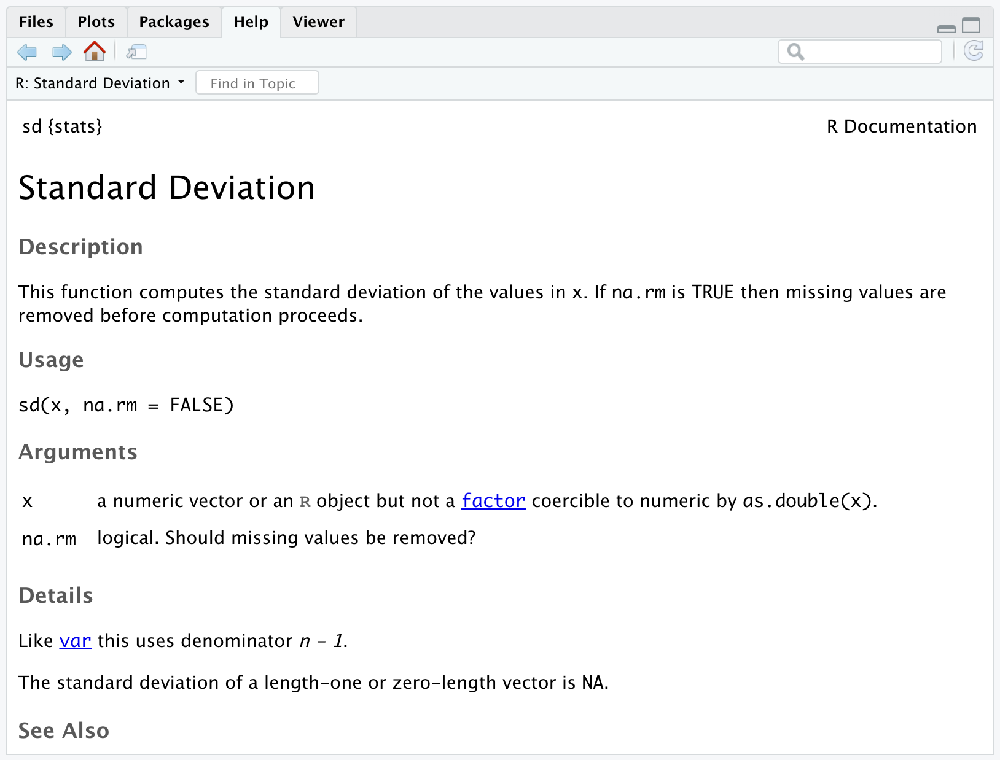 Files Plots Packages Help Viewer
R: Standard Deviation Find in Topic
sd {stats} R Documentation
Standard Deviation
Description
This function computes the standard deviation of the values in x. If na.rm is TRUE then missing values are
removed before computation proceeds.
Usage
sd(x, na.rm = FALSE)
Arguments
x a numeric vector or an R object but not a factor coercible to numeric by as.double(x).
na.rm logical. Should missing values be removed?
Details
Like var this uses denominator n - 1.
The standard deviation of a length-one or zero-length vector is NA.
See Also